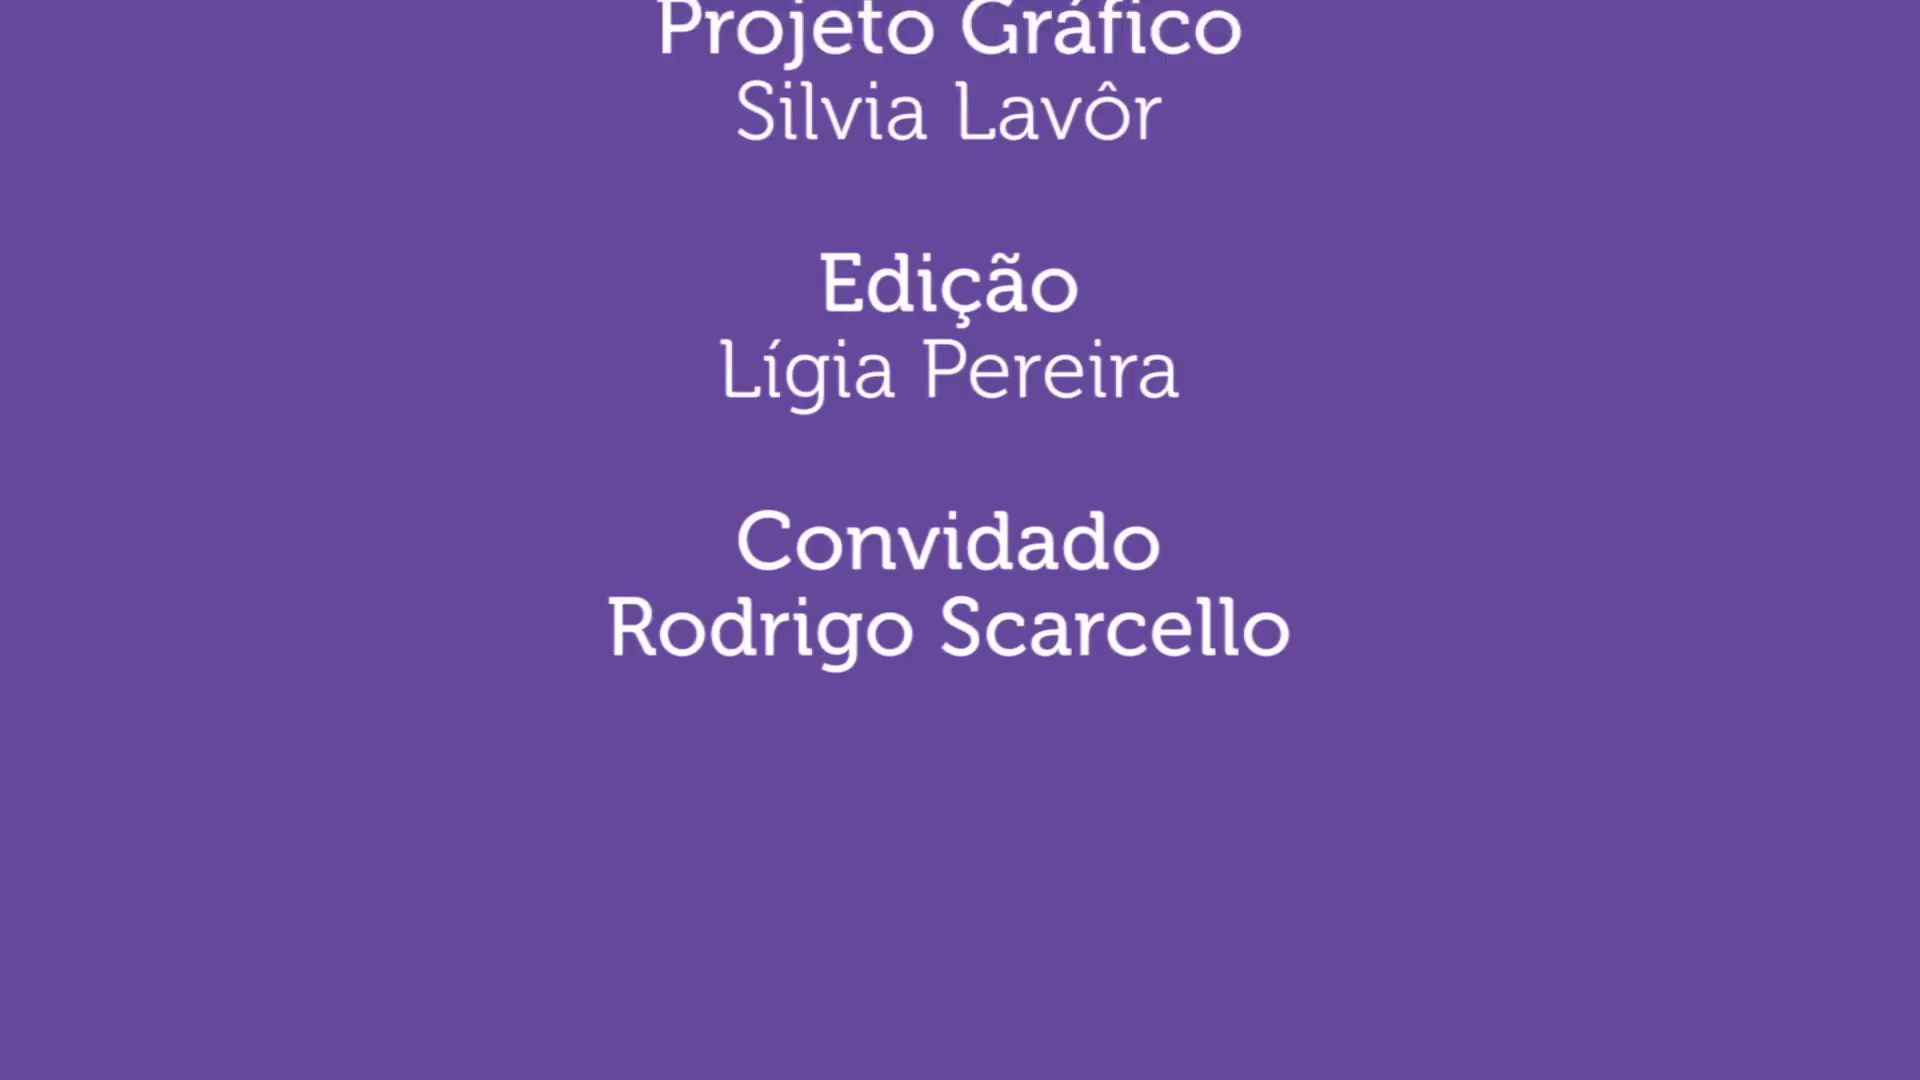 Projeto Gráfico
Silvia Lavôr
Edição
Lígia Pereira
Convidado
Rodrigo Scarcello